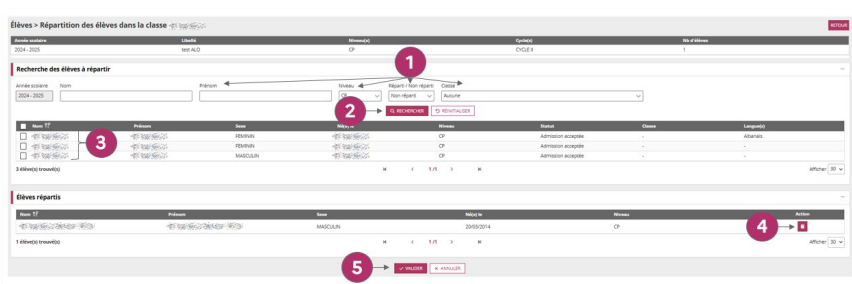 Élèves > Répartition des élèves dans la classe
RETOUR
Année scolaire Libellé Niveau(x) Cycle(s) Nb d'élèves
2024 - 2025 test ALO CP CYCLE II 1
Recherche des élèves à répartir
1
Année scolaire Nom Prénom Niveau Réparti / Non réparti Classe
2024 - 2025 CP Non réparti Aucune
2 RECHERCHER RÉINITIALISER
Nom Prénom Sexe Né(e) le Niveau Statut Classe Langue(s)
FEMININ CP Admission acceptée - Albanais
3 FEMININ CP Admission acceptée - -
MASCULIN CP Admission acceptée - -
3 élève(s) trouvé(s) 1 /1 Afficher 30
Élèves répartis
Nom Prénom Sexe Né(e) le Niveau Action
MASCULIN 20/03/2014 CP 4
1 élève(s) trouvé(s) 1 /1 Afficher 30
5 VALIDER ANNULER